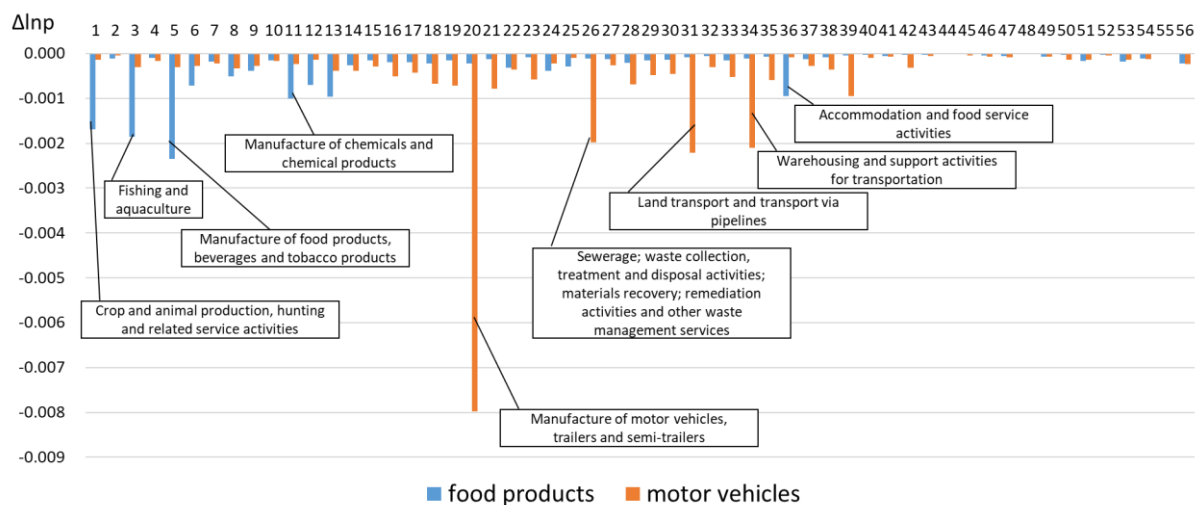 Δlnp
1 2 3 4 5 6 7 8 9 10 11 12 13 14 15 16 17 18 19 20 21 22 23 24 25 26 27 28 29 30 31 32 33 34 35 36 37 38 39 40 41 42 43 44 45 46 47 48 49 50 51 52 53 54 55 56
0.000
-0.001
-0.002
-0.003
-0.004
-0.005
-0.006
-0.007
-0.008
-0.009
Accommodation and food service
activities
Manufacture of chemicals and
chemical products
Warehousing and support activities
for transportation
Fishing and
aquaculture
Land transport and transport via
pipelines
Manufacture of food products,
beverages and tobacco products
Sewerage; waste collection,
treatment and disposal activities;
materials recovery; remediation
activities and other waste
management services
Crop and animal production, hunting
and related service activities
Manufacture of motor vehicles,
trailers and semi-trailers
food products motor vehicles